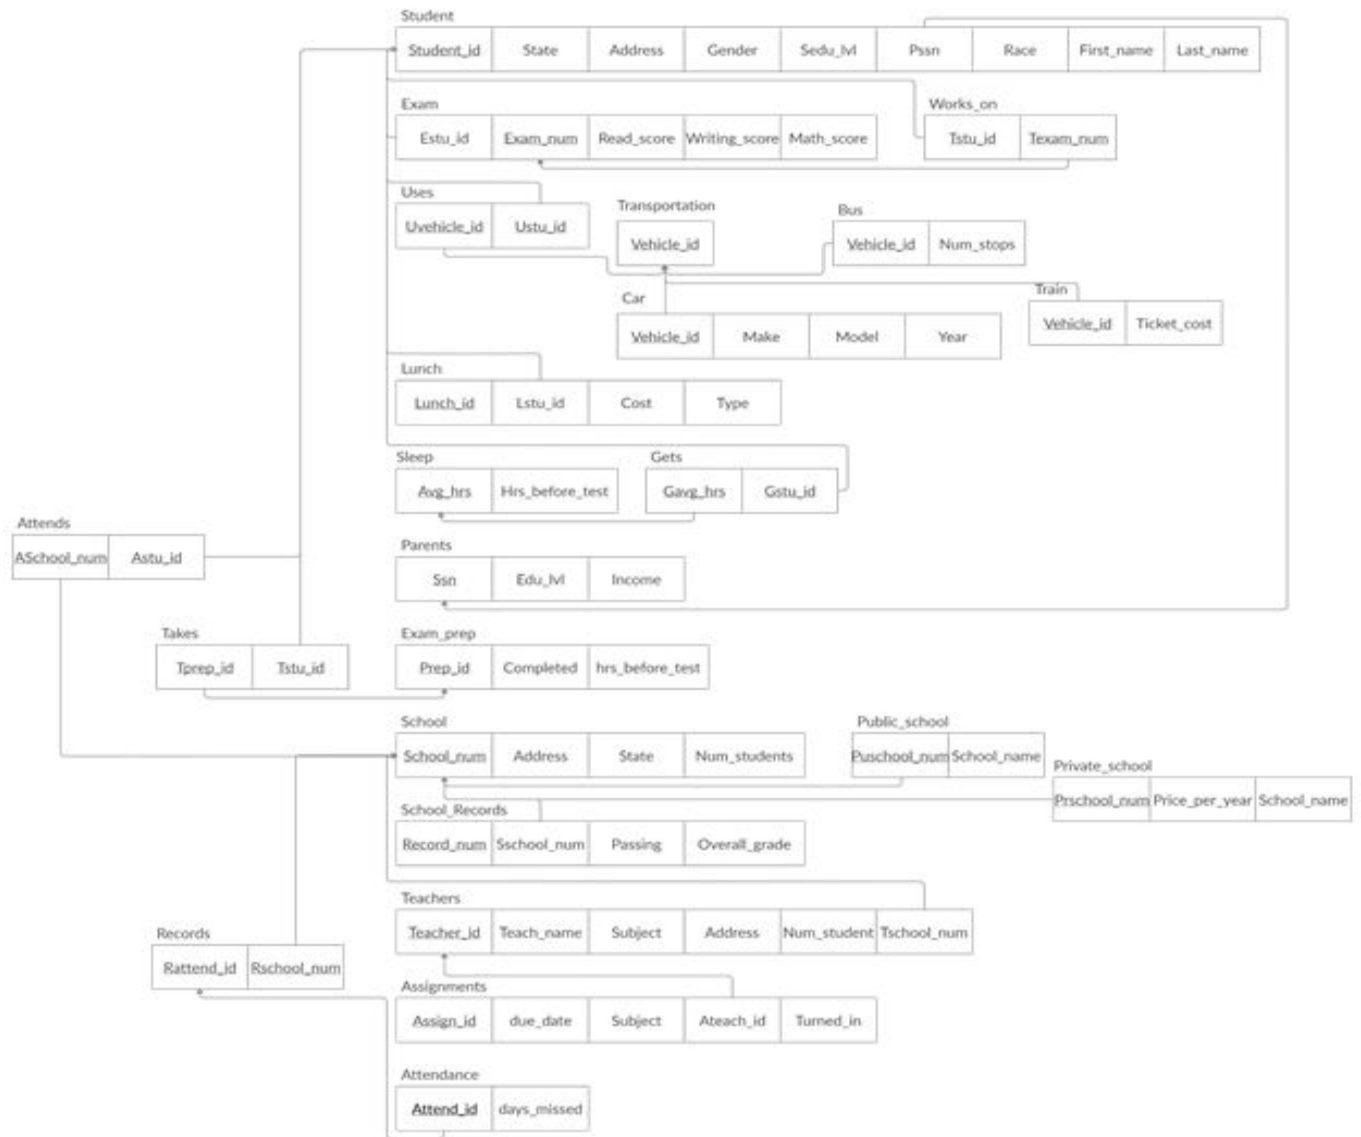 Student
Student_id State Address Gender Sedu_lvl Pssn Race First_name Last_name
Exam
Estu_id Exam_num Read_score Writing_score Math_score
Works_on
Tstu_id Texam_num
Uses
Uvehicle_id Ustu_id
Transportation
Vehicle_id
Bus
Vehicle_id Num_stops
Car
Vehicle_id Make Model Year
Train
Vehicle_id Ticket_cost
Lunch
Lunch_id Lstu_id Cost Type
Sleep
Avg_hrs Hrs_before_test
Gets
Gavg_hrs Gstu_id
Attends
ASchool_num Astu_id
Parents
Ssn Edu_lvl Income
Takes
Tprep_id Tstu_id
Exam_prep
Prep_id Completed hrs_before_test
School
School_num Address State Num_students
Public_school
Puschool_num School_name
Private_school
Prschool_num Price_per_year School_name
School_Records
Record_num Sschool_num Passing Overall_grade
Teachers
Teacher_id Teach_name Subject Address Num_student Tschool_num
Records
Rattend_id Rschool_num
Assignments
Assign_id due_date Subject Ateach_id Turned_in
Attendance
Attend_id days_missed